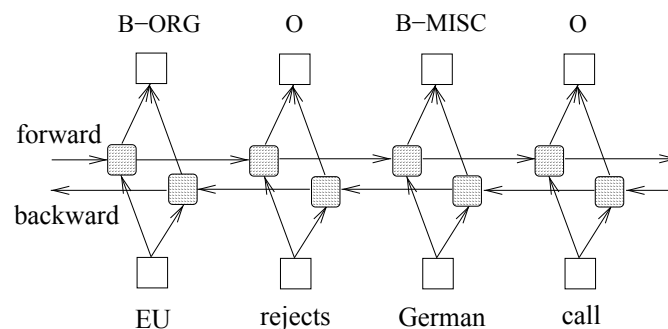 B−ORG O B−MISC O
forward
backward
EU rejects German call